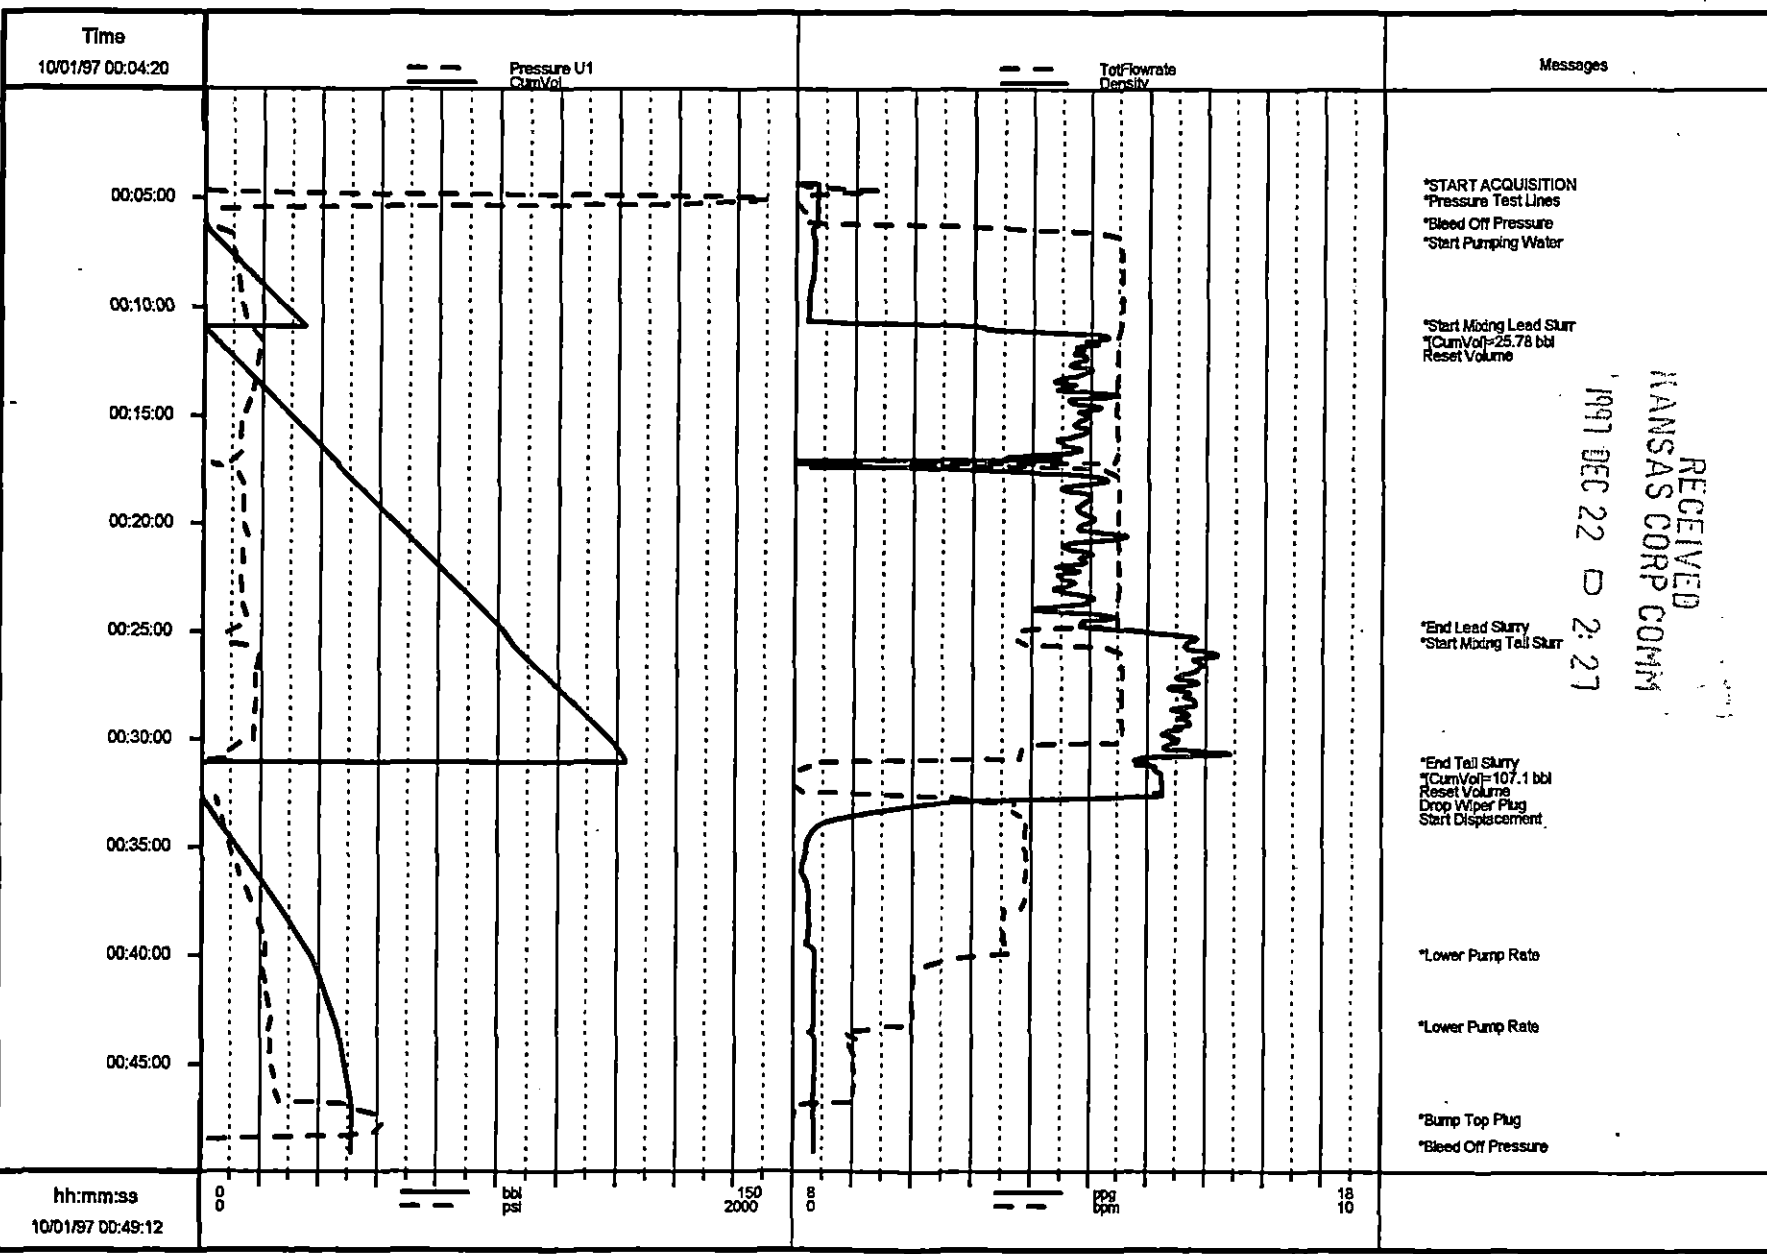 Time
10/01/97 00:04:20
Pressure U1
CumVol
TotFlowrate
Density
Messages
00:05:00
00:10:00
00:15:00
00:20:00
00:25:00
00:30:00
00:35:00
00:40:00
00:45:00
*START ACQUISITION
*Pressure Test Lines
*Bleed Off Pressure
*Start Pumping Water
*Start Mixing Lead Slurr
*[CumVol]=25.78 bbl
Reset Volume
*End Lead Slurry
*Start Mixing Tail Slurr
*End Tail Slurry
*[CumVol]=107.1 bbl
Reset Volume
Drop Wiper Plug
Start Displacement
*Lower Pump Rate
*Lower Pump Rate
*Bump Top Plug
*Bleed Off Pressure
RECEIVED
KANSAS CORP COMM
1997 DEC 22 P 2:27
hh:mm:ss
10/01/97 00:49:12
0 bbl 150
0 psi 2000
8 ppg 18
0 bpm 10